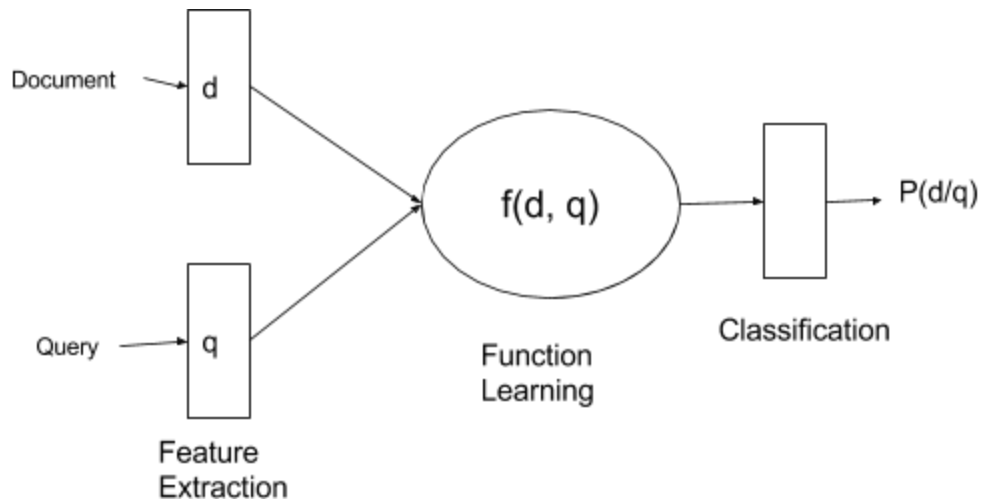 Document
d
f(d, q)
P(d/q)
Query
q
Function
Learning
Classification
Feature
Extraction